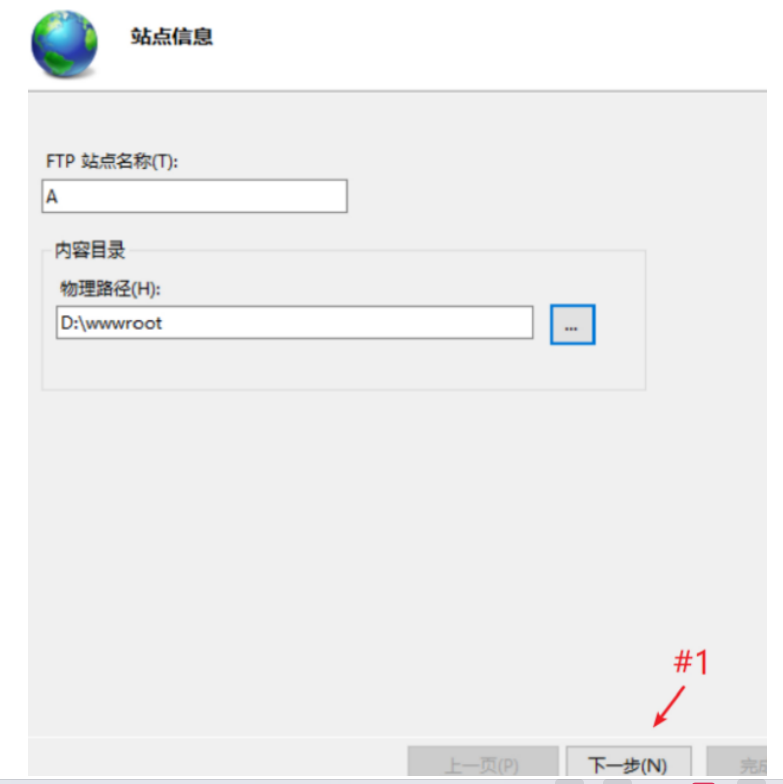 站点信息
FTP 站点名称(T):
A
内容目录
物理路径(H):
D:\wwwroot
...
#1
上一页(P)
下一步(N)
完成